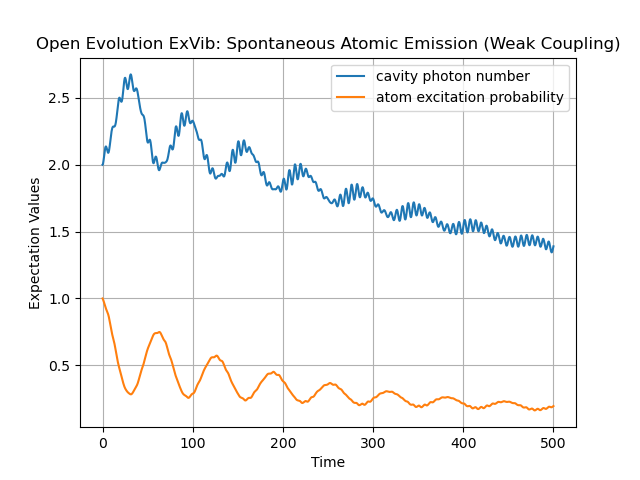 Open Evolution ExVib: Spontaneous Atomic Emission (Weak Coupling)
cavity photon number
atom excitation probability
Expectation Values
2.5
2.0
1.5
1.0
0.5
0
100
200
300
400
500
Time